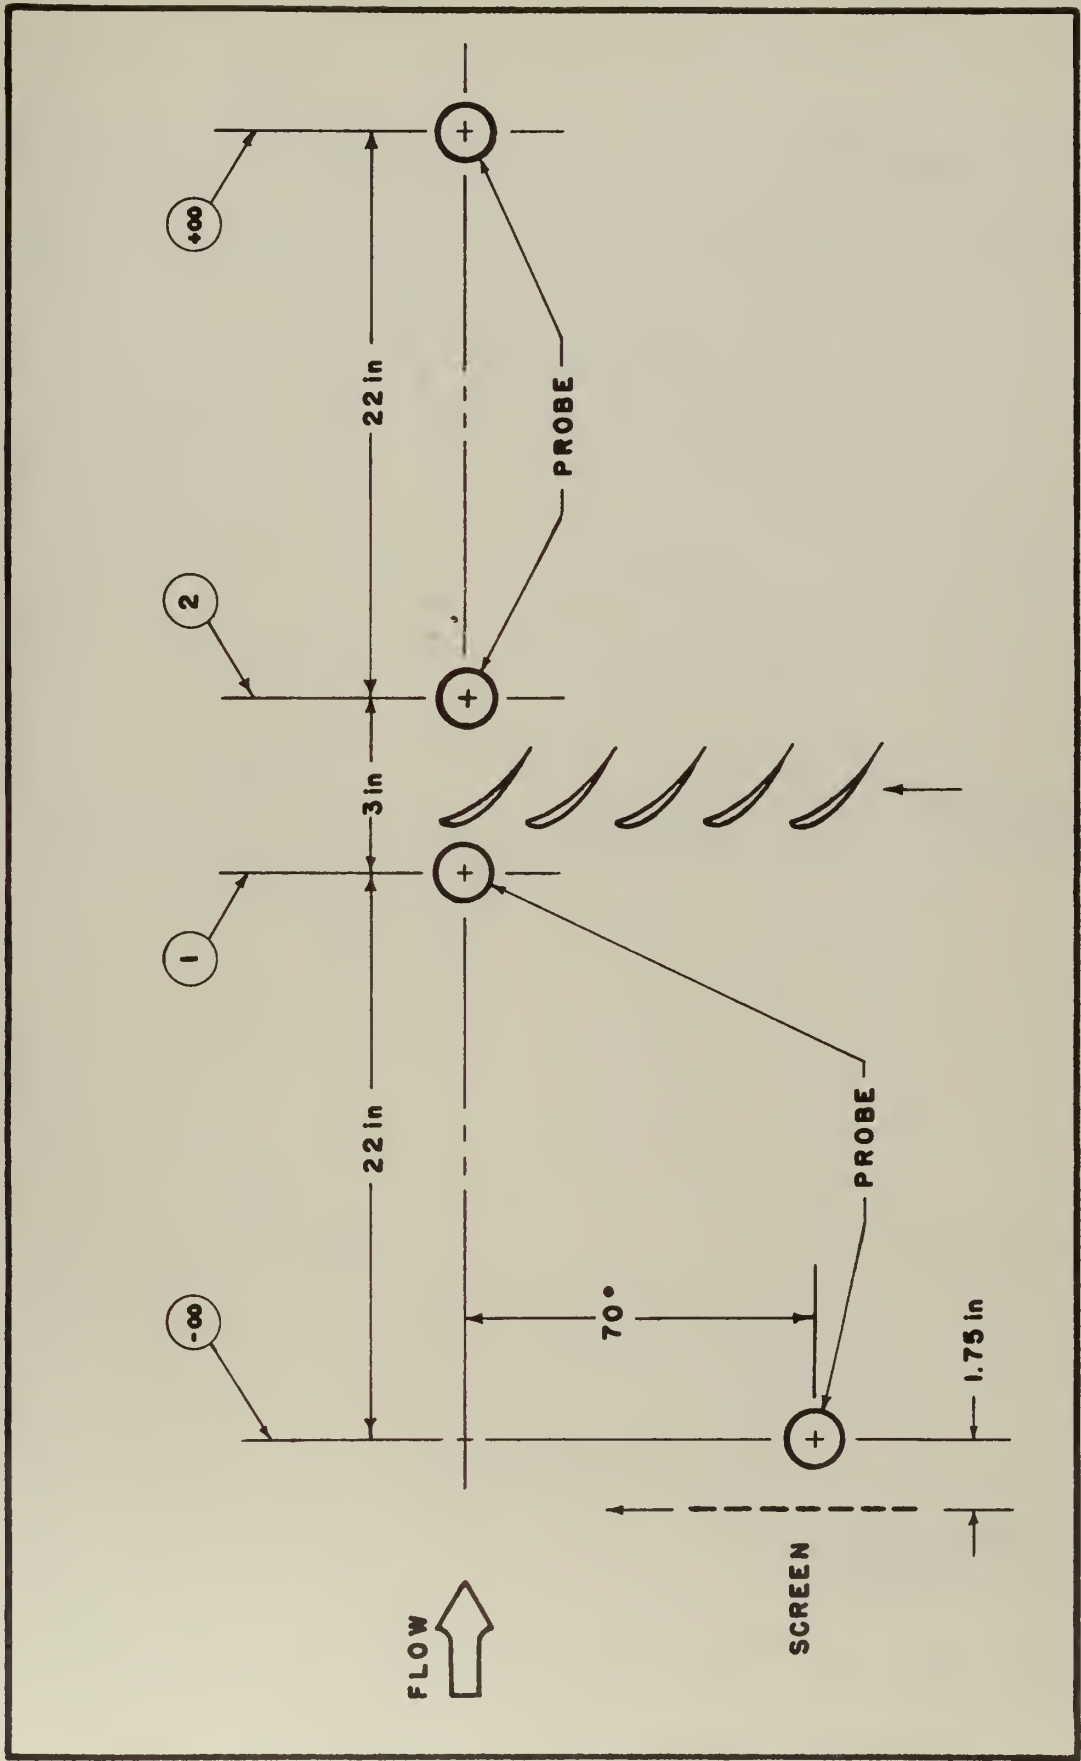 -∞
1
2
+∞
22 in
3 in
22 in
FLOW
70°
PROBE
SCREEN
PROBE
1.75 in